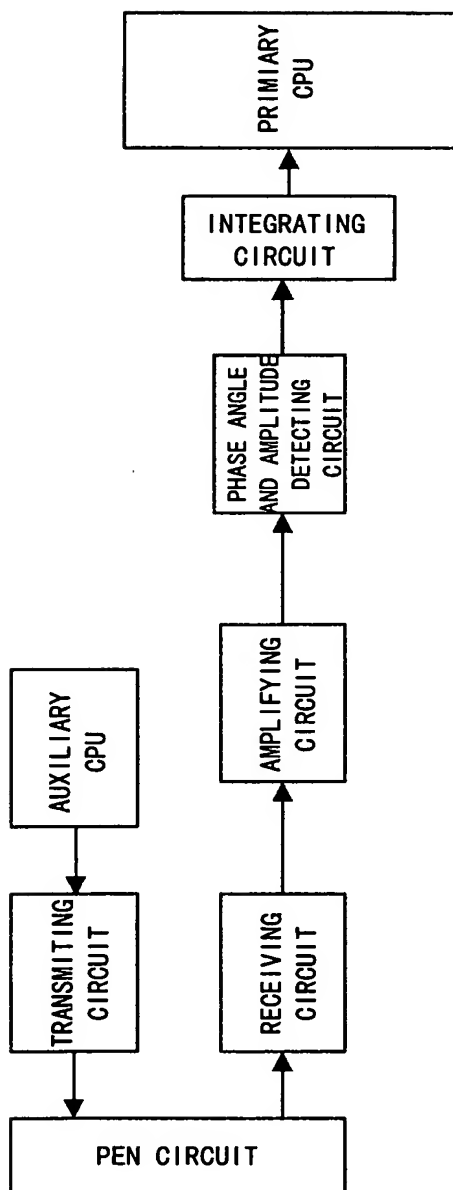 PRIMIARY
CPU
INTEGRATING
CIRCUIT
PHASE ANGLE
AND AMPLITUDE
DETECTING
CIRCUIT
AMPLIFYING
CIRCUIT
AUXILIARY
CPU
TRANSMITING
CIRCUIT
RECEIVING
CIRCUIT
PEN CIRCUIT